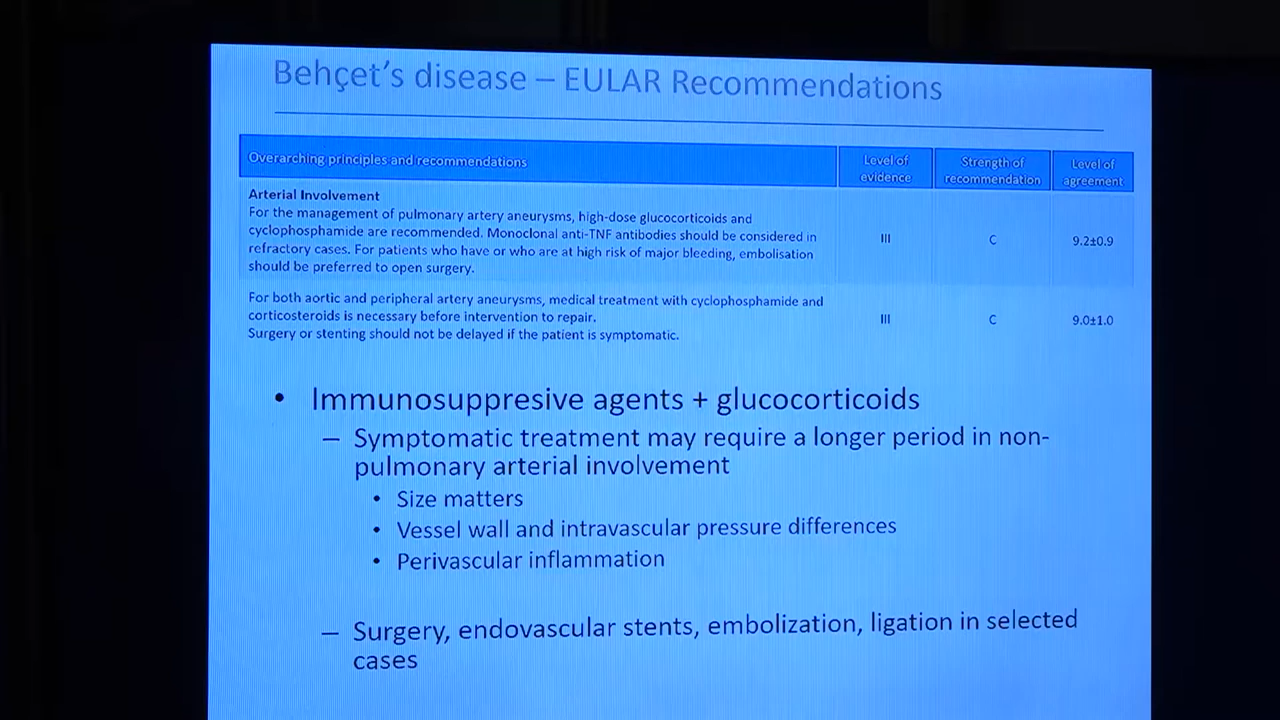 Behçet's disease – EULAR Recommendations
Overarching principles and recommendations
Level of
evidence
Strength of
recommendation
Level of
agreement
Arterial Involvement
For the management of pulmonary artery aneurysms, high-dose glucocorticoids and
cyclophosphamide are recommended. Monoclonal anti-TNF antibodies should be considered in
refractory cases. For patients who have or who are at high risk of major bleeding, embolisation
should be preferred to open surgery.
III
C
9.2±0.9
For both aortic and peripheral artery aneurysms, medical treatment with cyclophosphamide and
corticosteroids is necessary before intervention to repair.
Surgery or stenting should not be delayed if the patient is symptomatic.
III
C
9.0±1.0
• Immunosuppresive agents + glucocorticoids
– Symptomatic treatment may require a longer period in non-
pulmonary arterial involvement
• Size matters
• Vessel wall and intravascular pressure differences
• Perivascular inflammation
– Surgery, endovascular stents, embolization, ligation in selected
cases